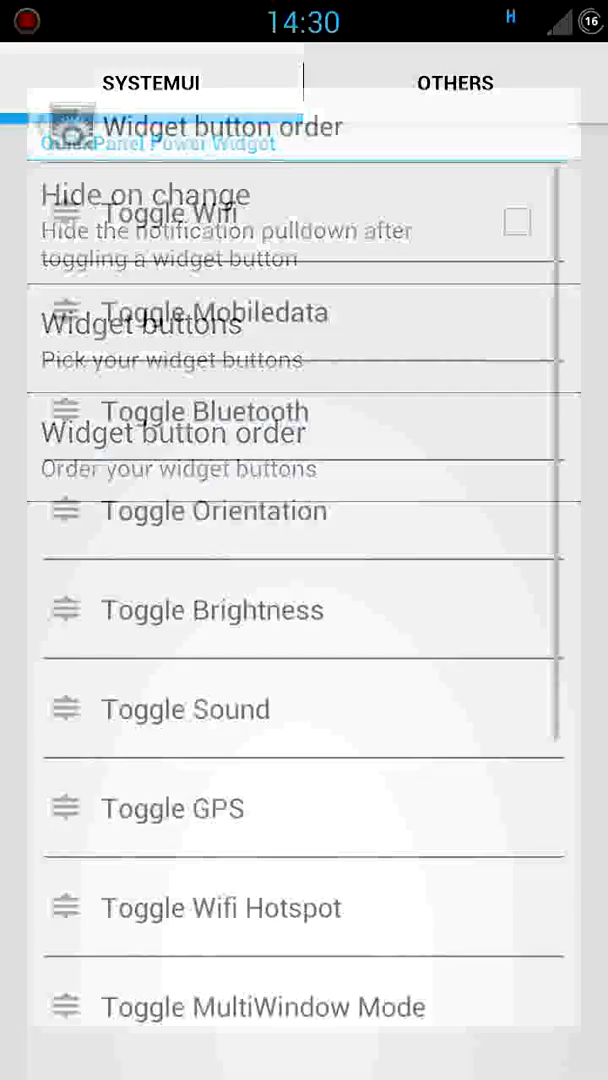 14:30
H
16
SYSTEMUI
OTHERS
Widget button order
QuickPanel Power Widget
Hide on change
Toggle Wifi
Hide the notification pulldown after
toggling a widget button
Toggle Mobiledata
Widget buttons
Pick your widget buttons
Toggle Bluetooth
Widget button order
Order your widget buttons
Toggle Orientation
Toggle Brightness
Toggle Sound
Toggle GPS
Toggle Wifi Hotspot
Toggle MultiWindow Mode